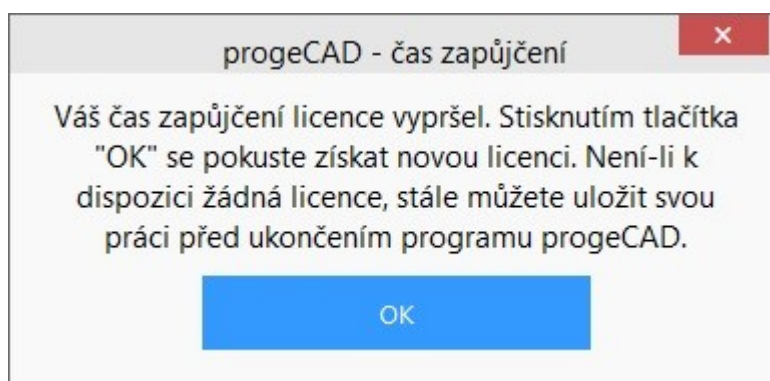 progeCAD - čas zapůjčení
Váš čas zapůjčení licence vypršel. Stisknutím tlačítka
"OK" se pokuste získat novou licenci. Není-li k
dispozici žádná licence, stále můžete uložit svou
práci před ukončením programu progeCAD.
OK